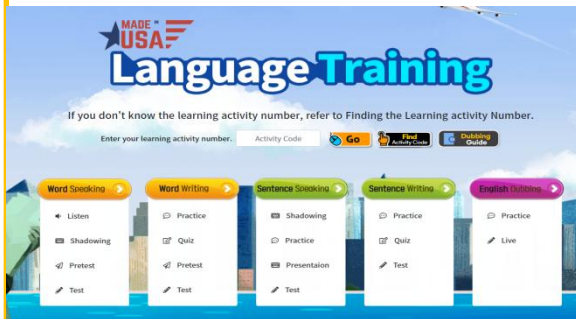 MADE IN
USA
Language Training
If you don't know the learning activity number, refer to Finding the Learning activity Number.
Enter your learning activity number. Activity Code Go Find Activity Code Dubbing Guide
Word Speaking
Listen
Shadowing
Pretest
Test
Word Writing
Practice
Quiz
Pretest
Test
Sentence Speaking
Shadowing
Practice
Presentaion
Test
Sentence Writing
Practice
Quiz
Test
English Dubbing
Practice
Live